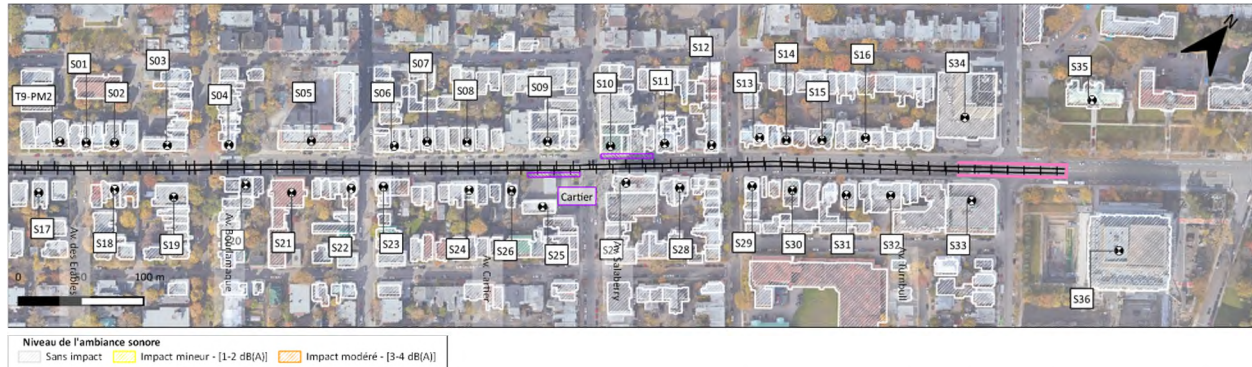 N
S12
S01
S03
S07
S14
S16
S34
S35
T9-PM2
S02
S04
S05
S06
S08
S09
S10
S11
S13
S15
Cartier
S17
S18
S19
S21
S22
S23
S24
S26
S25
S28
S29
S30
S31
S32
S33
S36
Av. des Érables
Av. Bourlamaque
Av. Cartier
Av. Salaberry
Av. Turnbull
0
100 m
Niveau de l'ambiance sonore
Sans impact
Impact mineur - [1-2 dB(A)]
Impact modéré - [3-4 dB(A)]